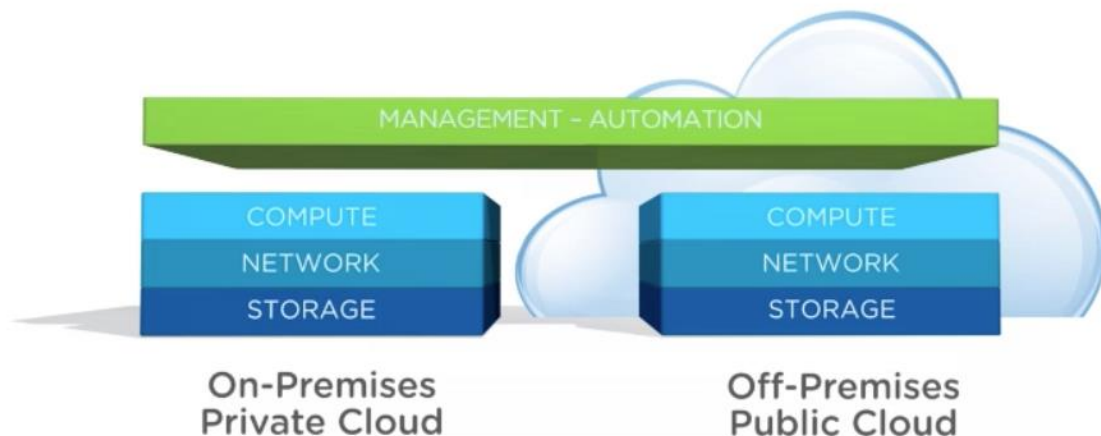 MANAGEMENT – AUTOMATION
COMPUTE
NETWORK
STORAGE
COMPUTE
NETWORK
STORAGE
On-Premises
Private Cloud
Off-Premises
Public Cloud